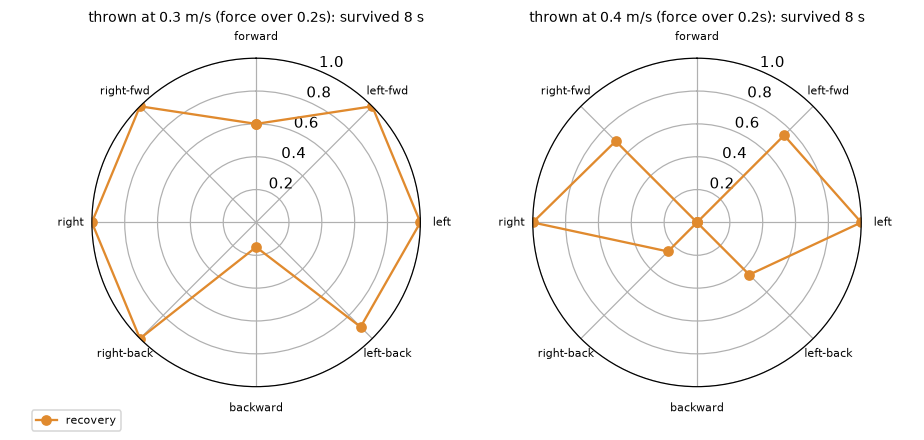 thrown at 0.3 m/s (force over 0.2s): survived 8 s
forward
1.0
right-fwd
0.8
left-fwd
0.6
0.4
0.2
right
left
right-back
left-back
backward
recovery
thrown at 0.4 m/s (force over 0.2s): survived 8 s
forward
1.0
right-fwd
0.8
left-fwd
0.6
0.4
0.2
right
left
right-back
left-back
backward